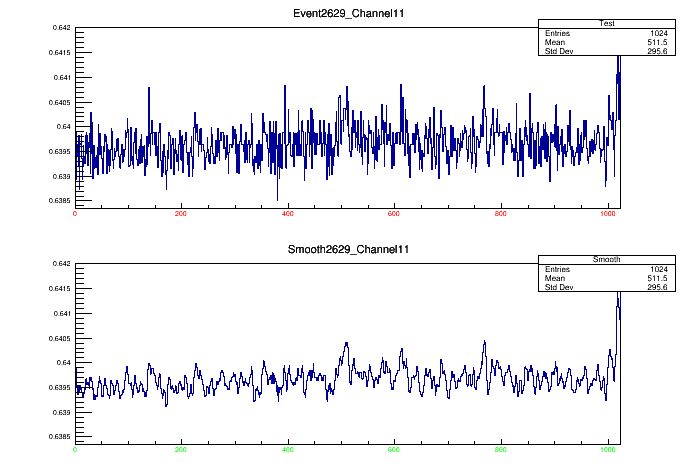 Event2629_Channel11
Test
Entries 1024
Mean 511.5
Std Dev 295.6
0.642
0.6415
0.641
0.6405
0.64
0.6395
0.639
0.6385
0 200 400 600 800 1000
Smooth2629_Channel11
Smooth
Entries 1024
Mean 511.5
Std Dev 295.6
0.642
0.6415
0.641
0.6405
0.64
0.6395
0.639
0.6385
0 200 400 600 800 1000